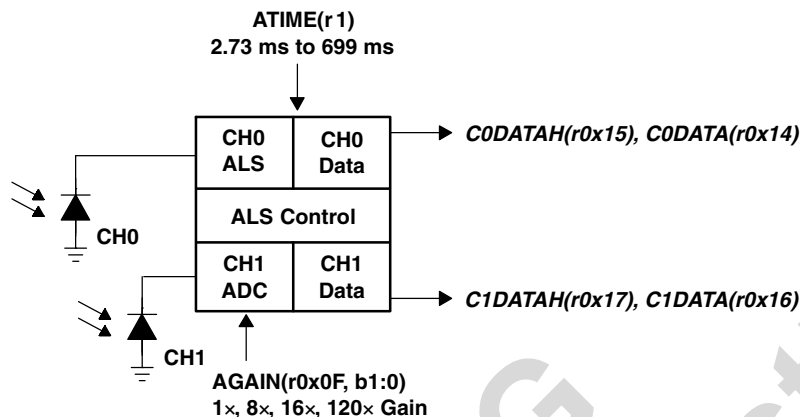 ATIME(r 1)
2.73 ms to 699 ms
CH0
ALS
CH0
Data
C0DATAH(r0x15), C0DATA(r0x14)
ALS Control
CH0
CH1
ADC
CH1
Data
C1DATAH(r0x17), C1DATA(r0x16)
CH1
AGAIN(r0x0F, b1:0)
1×, 8×, 16×, 120× Gain